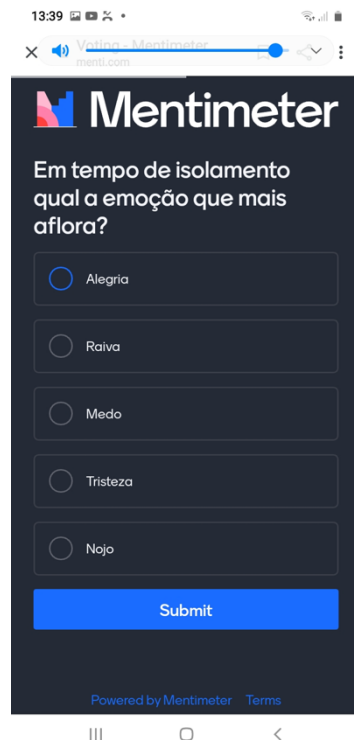 13:39
Voting - Mentimeter
menti.com
Mentimeter
Em tempo de isolamento
qual a emoção que mais
aflora?
Alegria
Raiva
Medo
Tristeza
Nojo
Submit
Powered by Mentimeter Terms